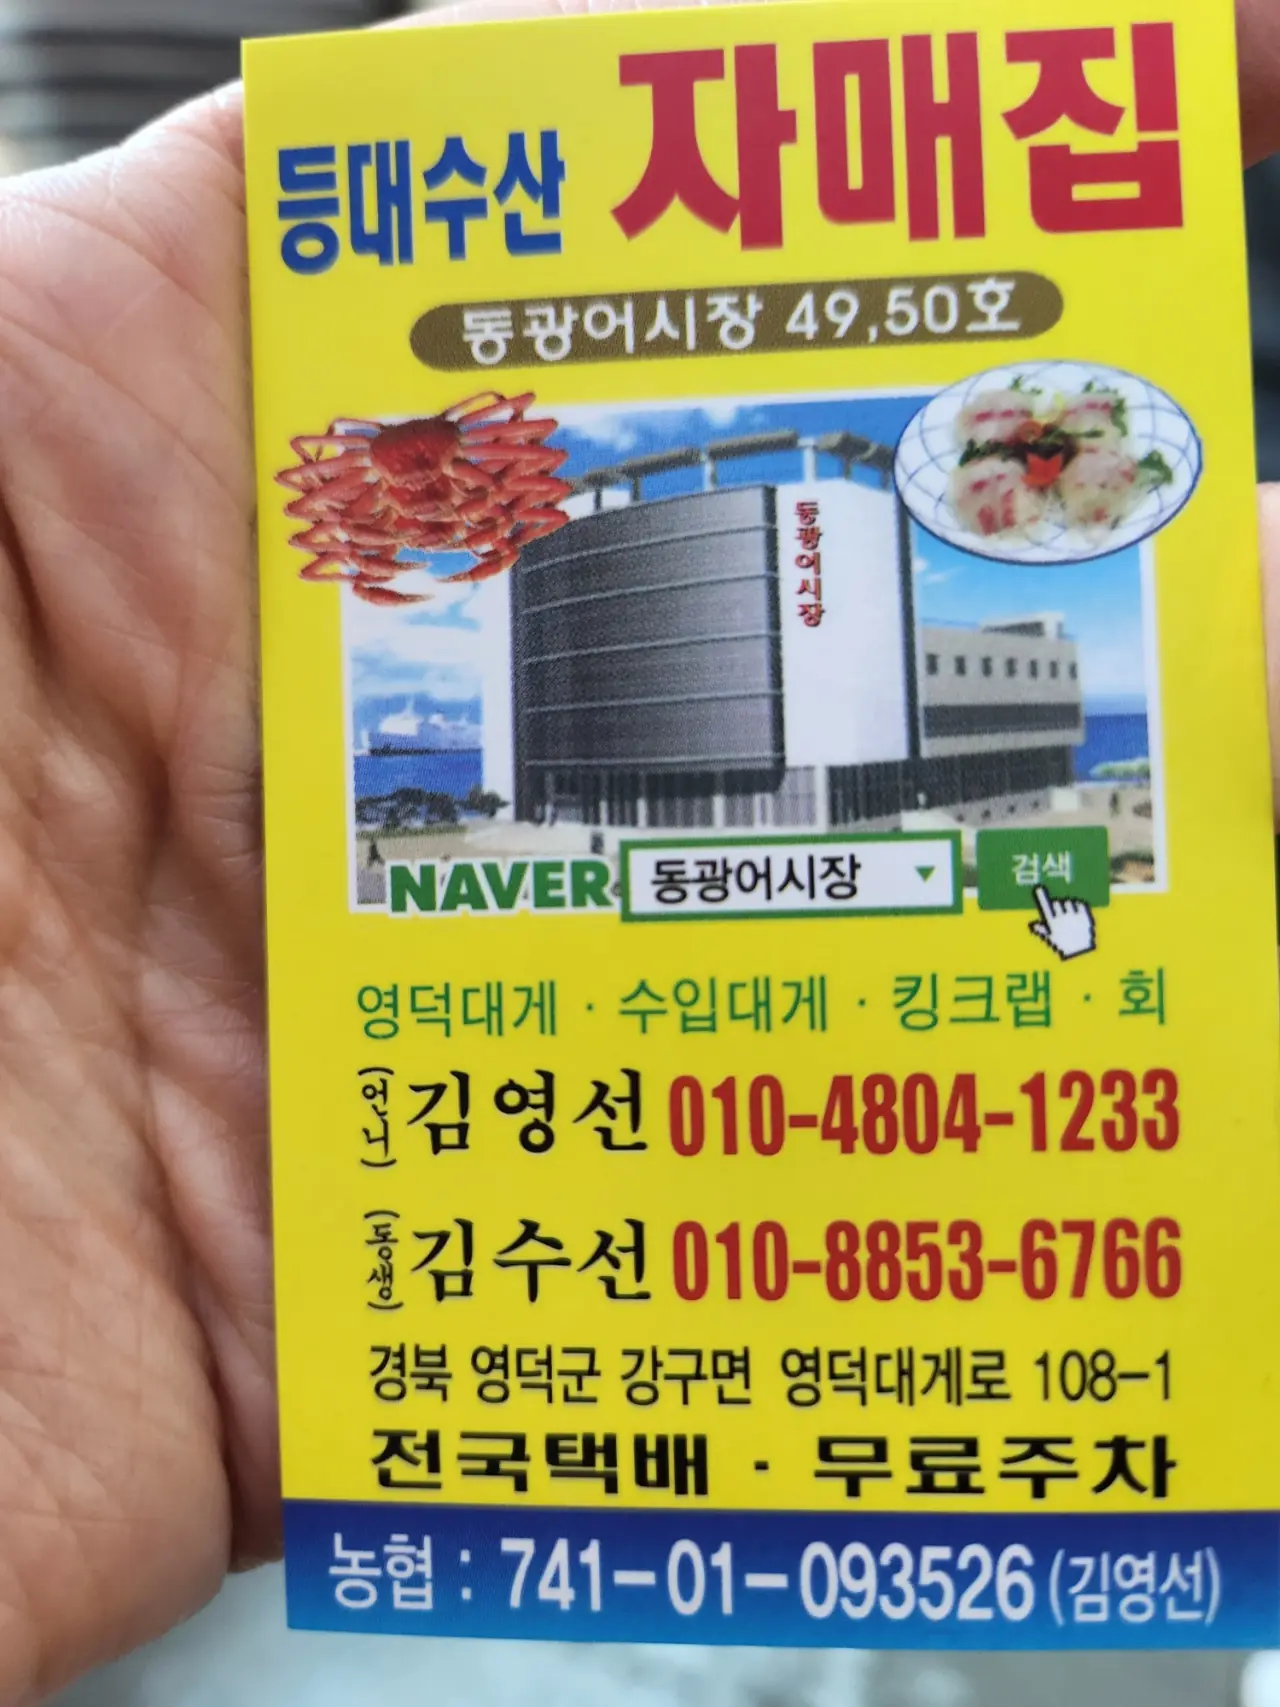 등대수산 자매집
동광어시장 49,50호
동광어시장
NAVER 동광어시장 ▼ 검색
영덕대게 · 수입대게 · 킹크랩 · 회
(언니) 김영선 010-4804-1233
(동생) 김수선 010-8853-6766
경북 영덕군 강구면 영덕대게로 108-1
전국택배 · 무료주차
농협 : 741-01-093526 (김영선)